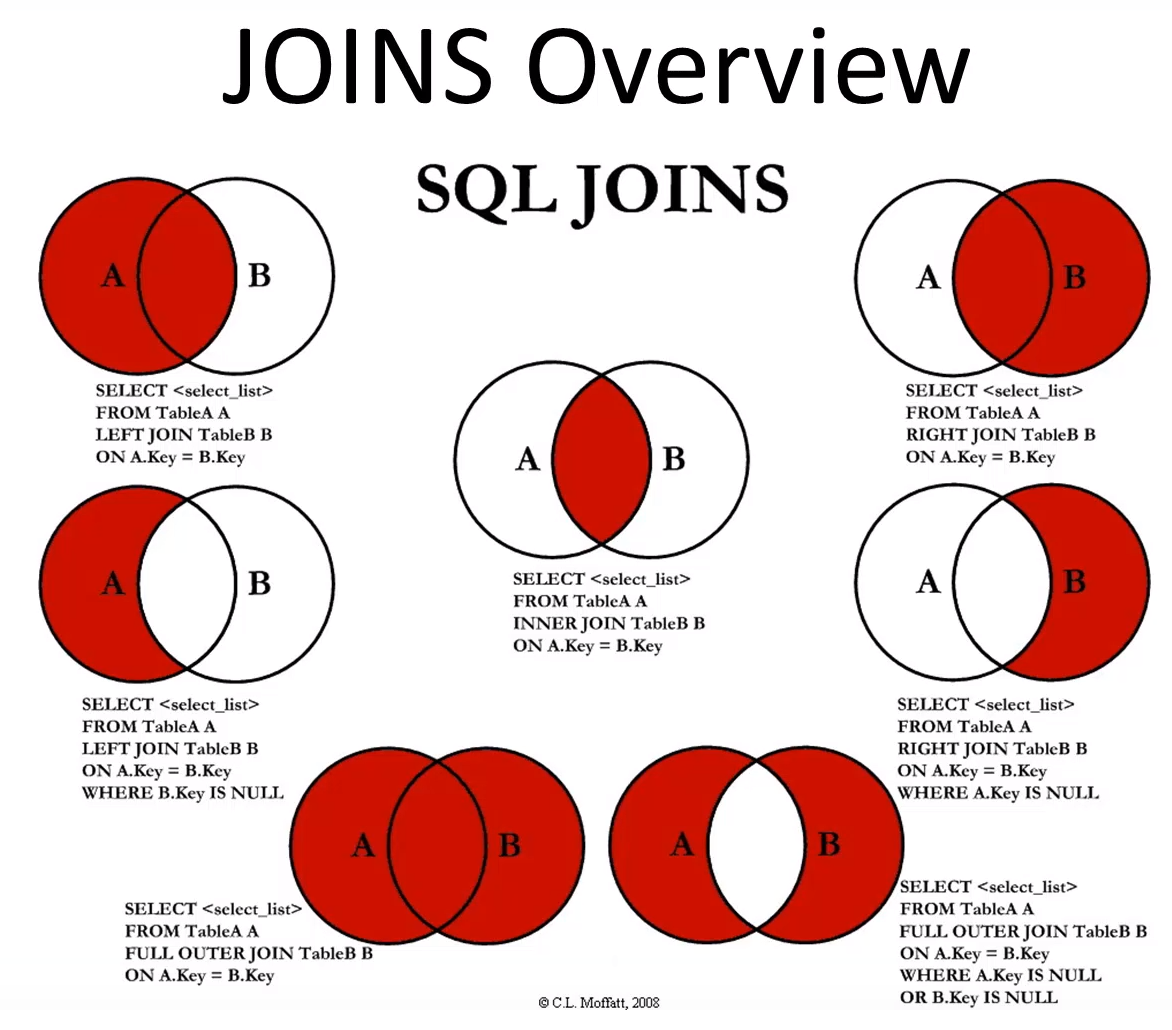 JOINS Overview
SQL JOINS
A
B
SELECT <select_list>
FROM TableA A
LEFT JOIN TableB B
ON A.Key = B.Key
A
B
SELECT <select_list>
FROM TableA A
RIGHT JOIN TableB B
ON A.Key = B.Key
A
B
SELECT <select_list>
FROM TableA A
INNER JOIN TableB B
ON A.Key = B.Key
A
B
SELECT <select_list>
FROM TableA A
LEFT JOIN TableB B
ON A.Key = B.Key
WHERE B.Key IS NULL
A
B
SELECT <select_list>
FROM TableA A
RIGHT JOIN TableB B
ON A.Key = B.Key
WHERE A.Key IS NULL
A
B
SELECT <select_list>
FROM TableA A
FULL OUTER JOIN TableB B
ON A.Key = B.Key
A
B
SELECT <select_list>
FROM TableA A
FULL OUTER JOIN TableB B
ON A.Key = B.Key
WHERE A.Key IS NULL
OR B.Key IS NULL
© C.L. Moffatt, 2008